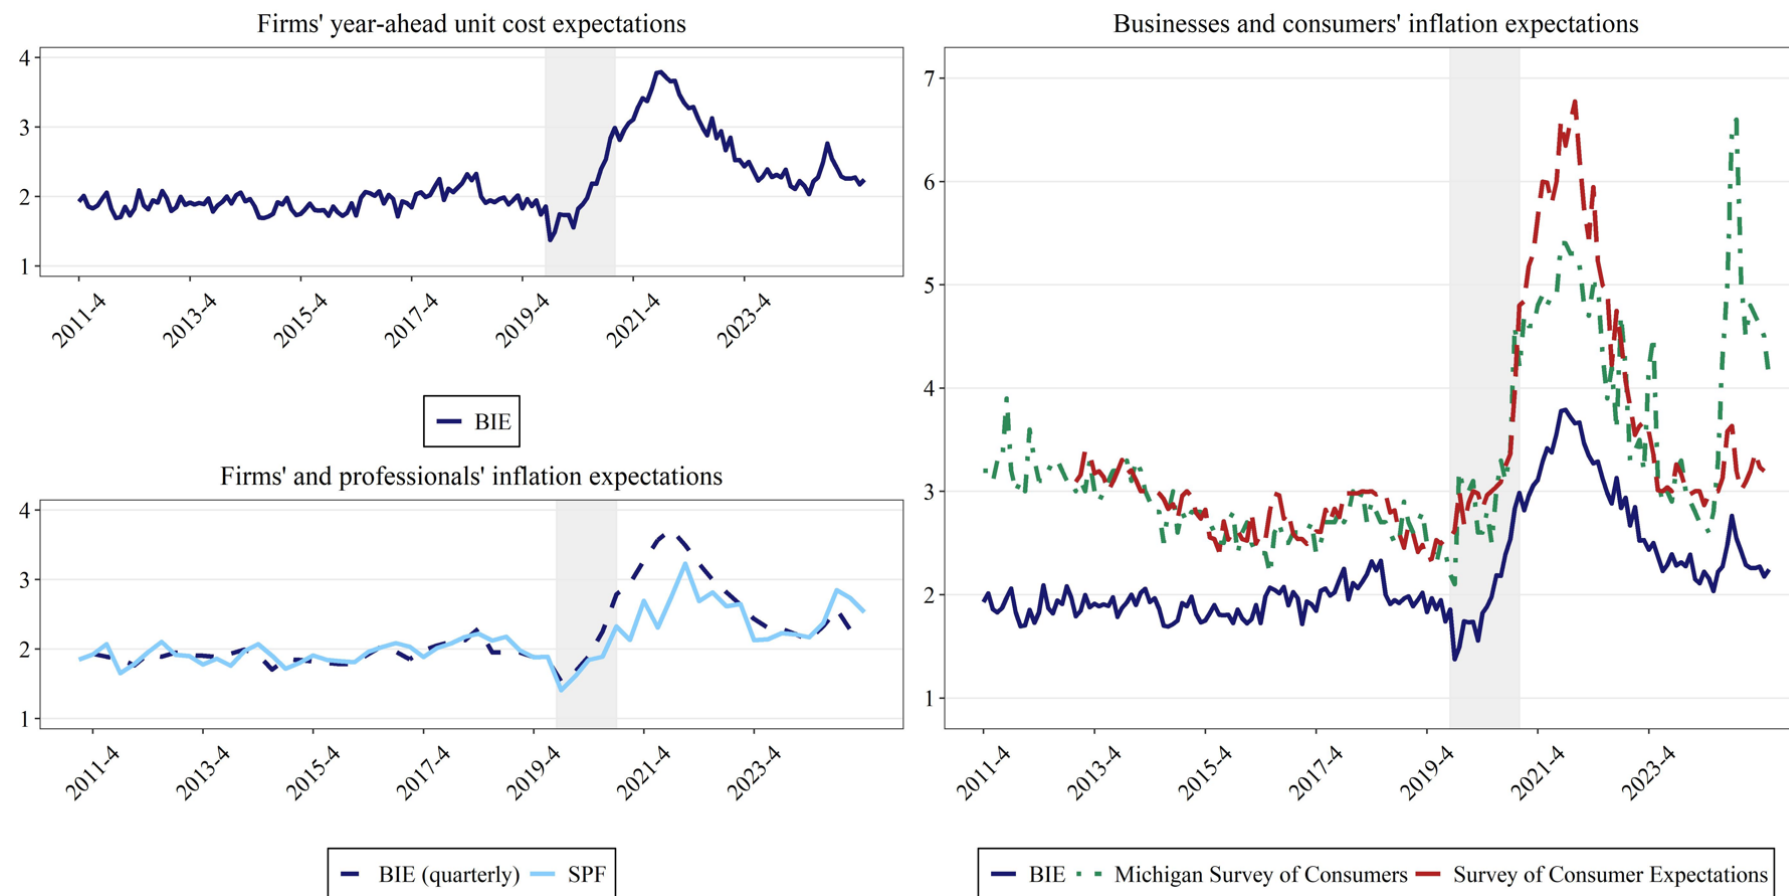 Firms' year-ahead unit cost expectations
4
3
2
1
2011-4 2013-4 2015-4 2017-4 2019-4 2021-4 2023-4
BIE
Firms' and professionals' inflation expectations
4
3
2
1
2011-4 2013-4 2015-4 2017-4 2019-4 2021-4 2023-4
BIE (quarterly) SPF
Businesses and consumers' inflation expectations
7
6
5
4
3
2
1
2011-4 2013-4 2015-4 2017-4 2019-4 2021-4 2023-4
BIE Michigan Survey of Consumers Survey of Consumer Expectations